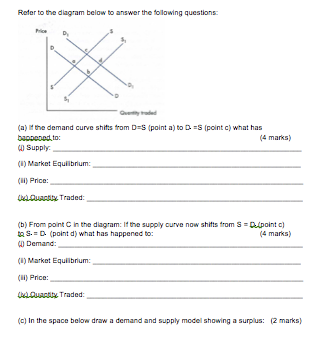 Refer to the diagram below to answer the following questions:
Price
D₁
S
S₁
D
c
a
d
b
S
S₁
D₁
D
Quantity traded
(a) If the demand curve shifts from D=S (point a) to D₁ =S (point c) what has
happened to: (4 marks)
(i) Supply:
(ii) Market Equilibrium:
(iii) Price:
(iv) Quantity Traded:
(b) From point C in the diagram: if the supply curve now shifts from S = D₁(point c)
to S₁ = D₁ (point d) what has happened to: (4 marks)
(i) Demand:
(ii) Market Equilibrium:
(iii) Price:
(iv) Quantity Traded:
(c) In the space below draw a demand and supply model showing a surplus: (2 marks)